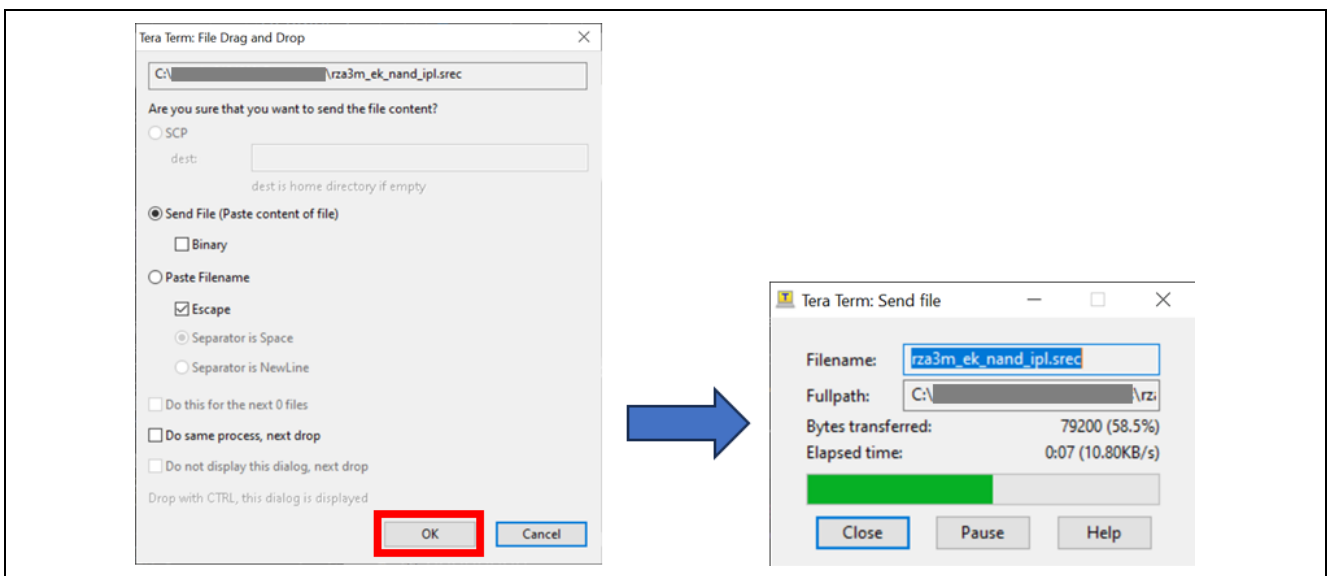 Tera Term: File Drag and Drop
C:\ \rza3m_ek_nand_ipl.srec
Are you sure that you want to send the file content?
SCP
dest:
dest is home directory if empty
Send File (Paste content of file)
Binary
Paste Filename
Escape
Separator is Space
Separator is NewLine
Do this for the next 0 files
Do same process, next drop
Do not display this dialog, next drop
Drop with CTRL, this dialog is displayed
OK Cancel
Tera Term: Send file
Filename: rza3m_ek_nand_ipl.srec
Fullpath: C:\ \rz
Bytes transferred: 79200 (58.5%)
Elapsed time: 0:07 (10.80KB/s)
Close Pause Help